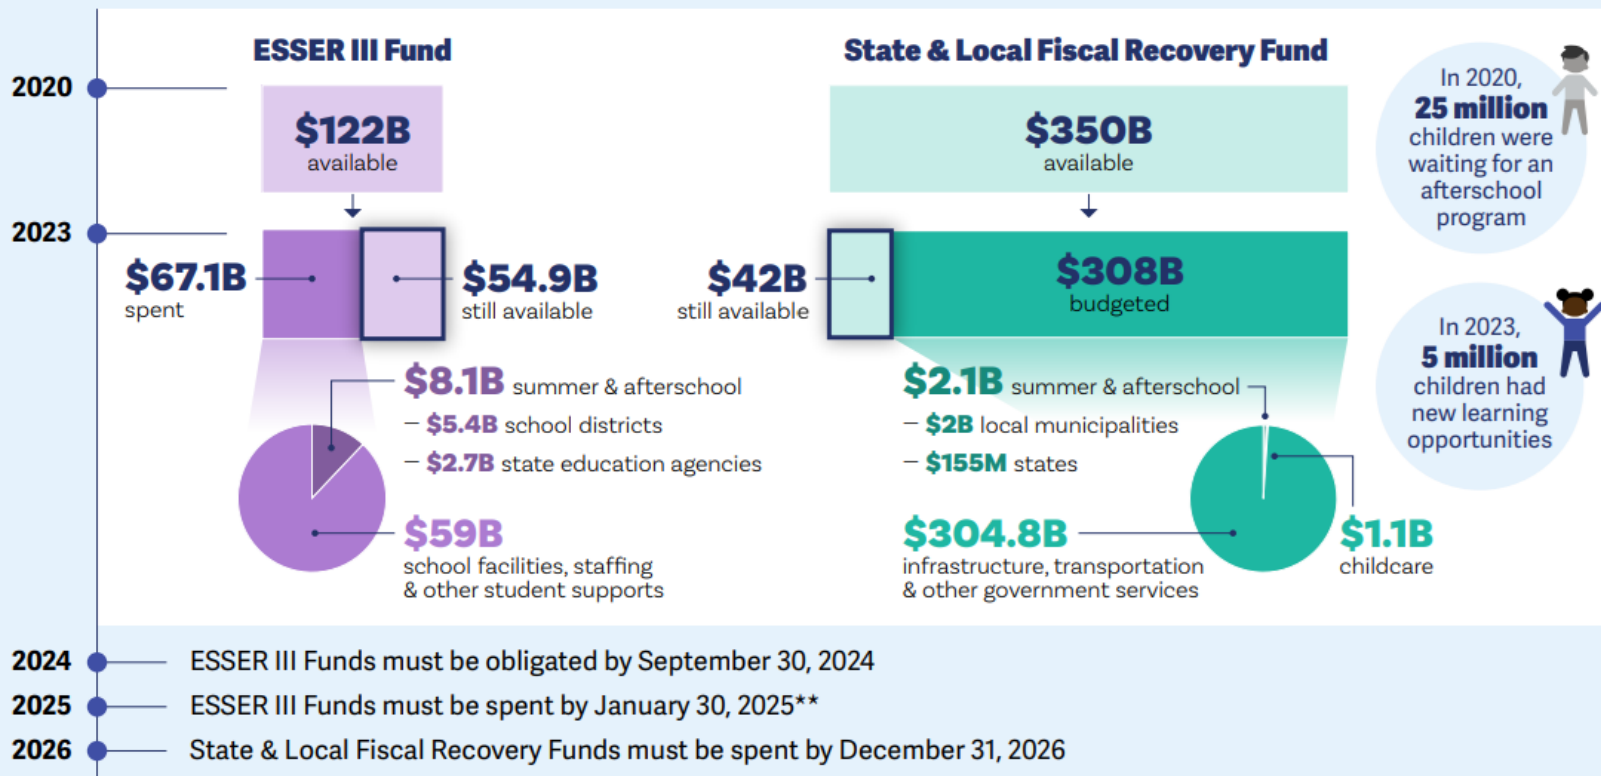 ESSER III Fund
State & Local Fiscal Recovery Fund
2020
$122B
available
$350B
available
In 2020,
25 million
children were
waiting for an
afterschool
program
2023
$67.1B
spent
$54.9B
still available
$42B
still available
$308B
budgeted
In 2023,
5 million
children had
new learning
opportunities
$8.1B summer & afterschool
– $5.4B school districts
– $2.7B state education agencies
$59B
school facilities, staffing
& other student supports
$2.1B summer & afterschool
– $2B local municipalities
– $155M states
$304.8B
infrastructure, transportation
& other government services
$1.1B
childcare
2024 ESSER III Funds must be obligated by September 30, 2024
2025 ESSER III Funds must be spent by January 30, 2025**
2026 State & Local Fiscal Recovery Funds must be spent by December 31, 2026